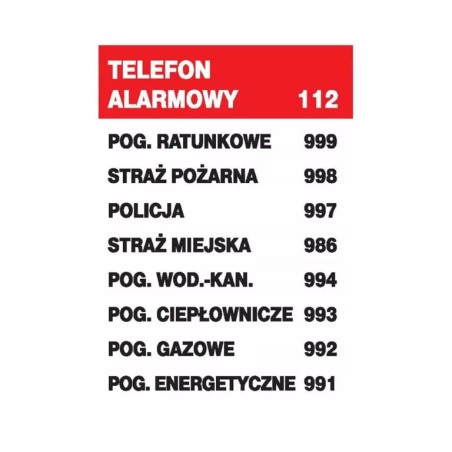 TELEFON
ALARMOWY 112
POG. RATUNKOWE 999
STRAŻ POŻARNA 998
POLICJA 997
STRAŻ MIEJSKA 986
POG. WOD.-KAN. 994
POG. CIEPŁOWNICZE 993
POG. GAZOWE 992
POG. ENERGETYCZNE 991